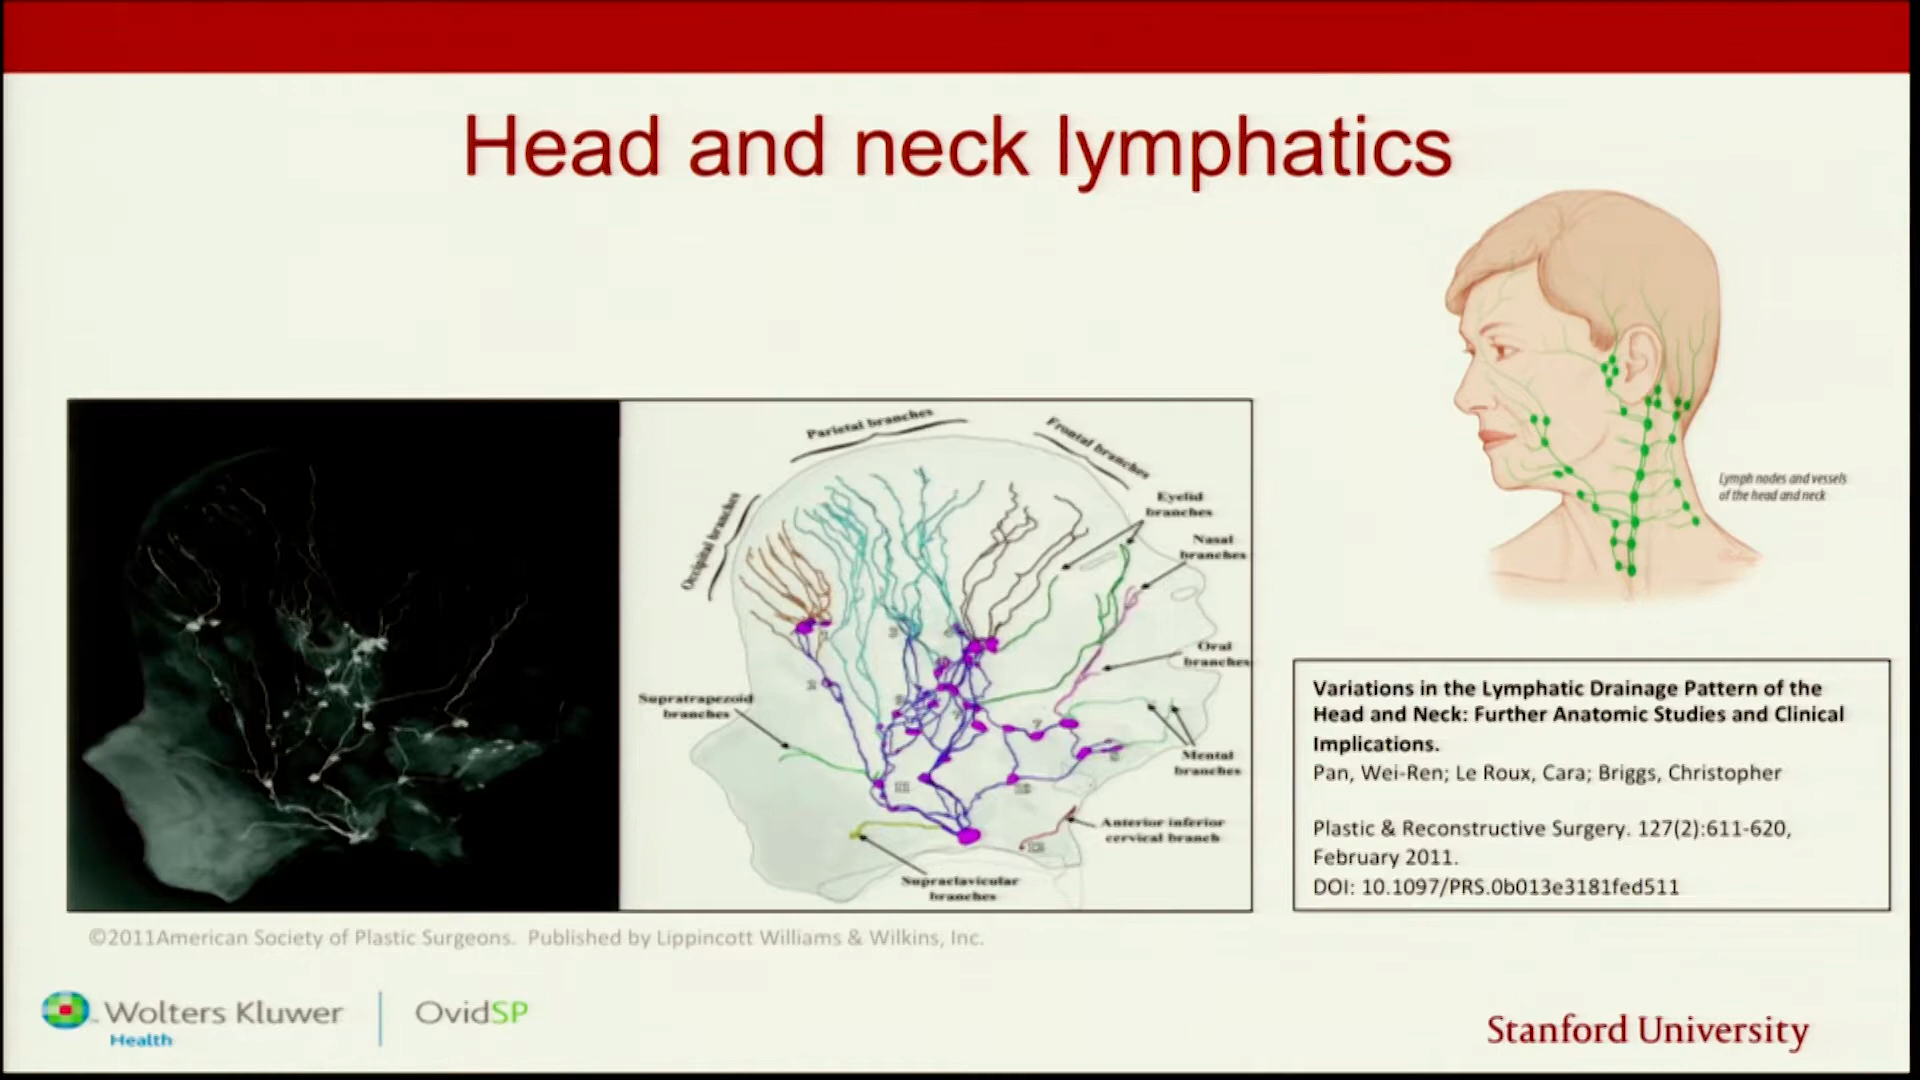 Head and neck lymphatics
Parietal branches
Frontal branches
Occipital branches
Eyelid
branches
Nasal
branches
Oral
branches
Supratrapezoid
branches
Mental
branches
Anterior inferior
cervical branch
Supraclavicular
branches
Lymph nodes and vessels
of the head and neck
Variations in the Lymphatic Drainage Pattern of the
Head and Neck: Further Anatomic Studies and Clinical
Implications.
Pan, Wei-Ren; Le Roux, Cara; Briggs, Christopher
Plastic & Reconstructive Surgery. 127(2):611-620,
February 2011.
DOI: 10.1097/PRS.0b013e3181fed511
©2011American Society of Plastic Surgeons. Published by Lippincott Williams & Wilkins, Inc.
Wolters Kluwer
Health
OvidSP
Stanford University